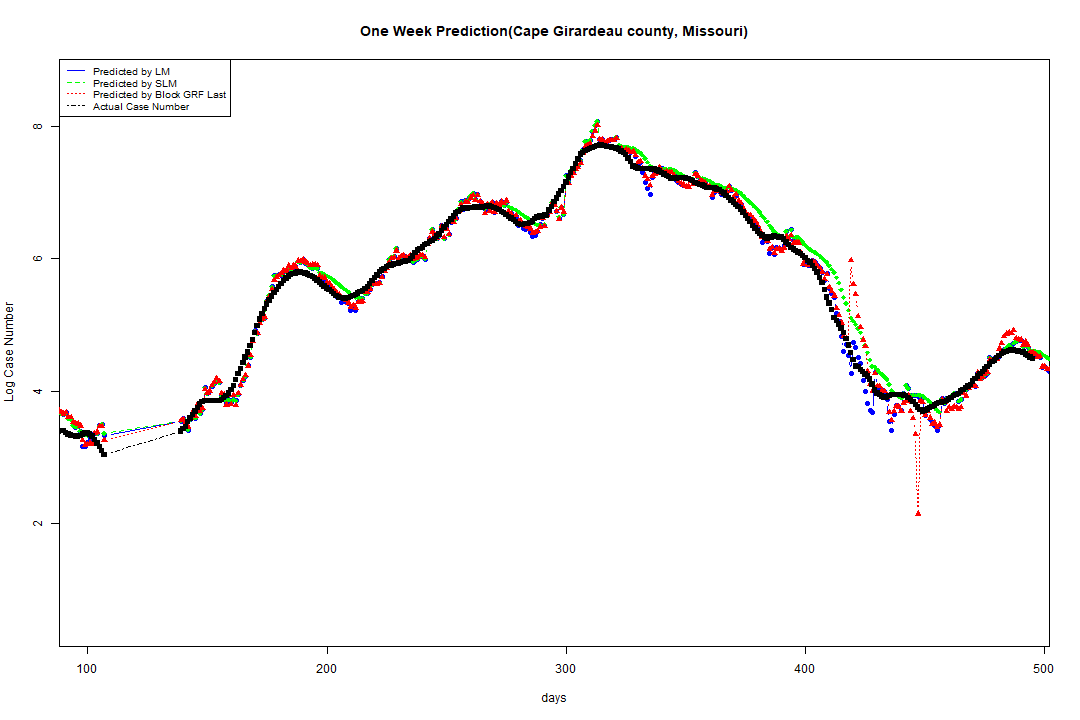 One Week Prediction(Cape Girardeau county, Missouri)
Predicted by LM
Predicted by SLM
Predicted by Block GRF Last
Actual Case Number
8
6
4
2
Log Case Number
100 200 300 400 500
days